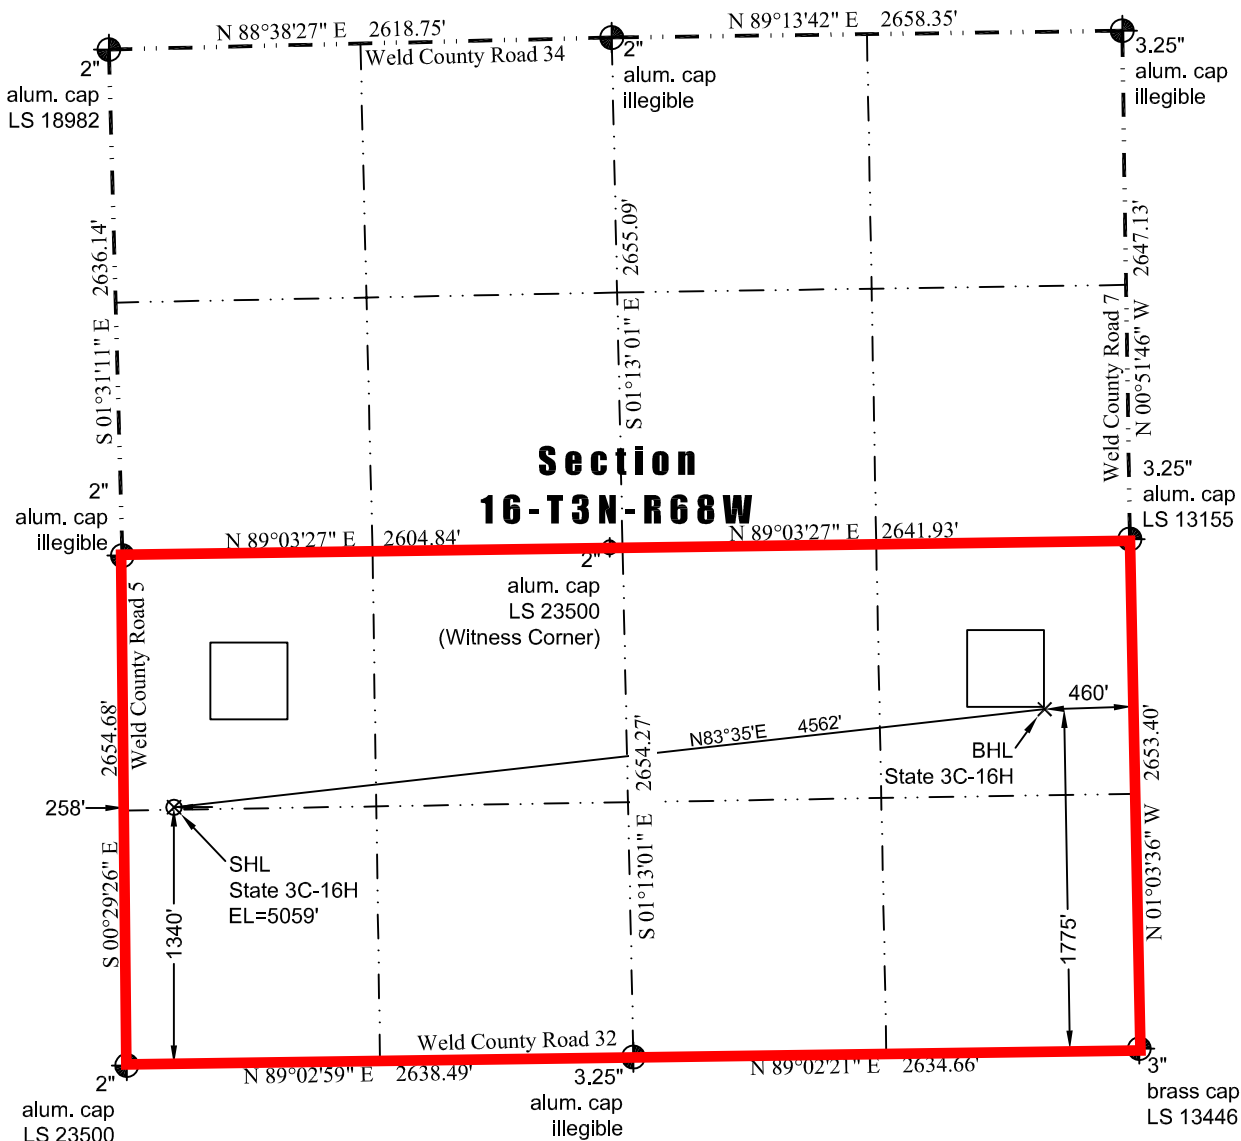 N 88°38'27" E 2618.75'
N 89°13'42" E 2658.35'
Weld County Road 34
2"
alum. cap
LS 18982
2"
alum. cap
illegible
3.25"
alum. cap
illegible
2636.14'
S 01°31'11" E
2655.09'
S 01°13'01" E
2647.13'
N 00°51'46" W
Weld County Road 7
Section
16-T3N-R68W
2"
alum. cap
illegible
3.25"
alum. cap
LS 13155
N 89°03'27" E 2604.84'
N 89°03'27" E 2641.93'
2"
alum. cap
LS 23500
(Witness Corner)
Weld County Road 5
2654.68'
S 00°29'26" E
2654.27'
S 01°13'01" E
2653.40'
N 01°03'36" W
N83°35'E 4562'
460'
BHL
State 3C-16H
258'
SHL
State 3C-16H
EL=5059'
1340'
1775'
Weld County Road 32
N 89°02'59" E 2638.49'
N 89°02'21" E 2634.66'
2"
alum. cap
LS 23500
3.25"
alum. cap
illegible
3"
brass cap
LS 13446